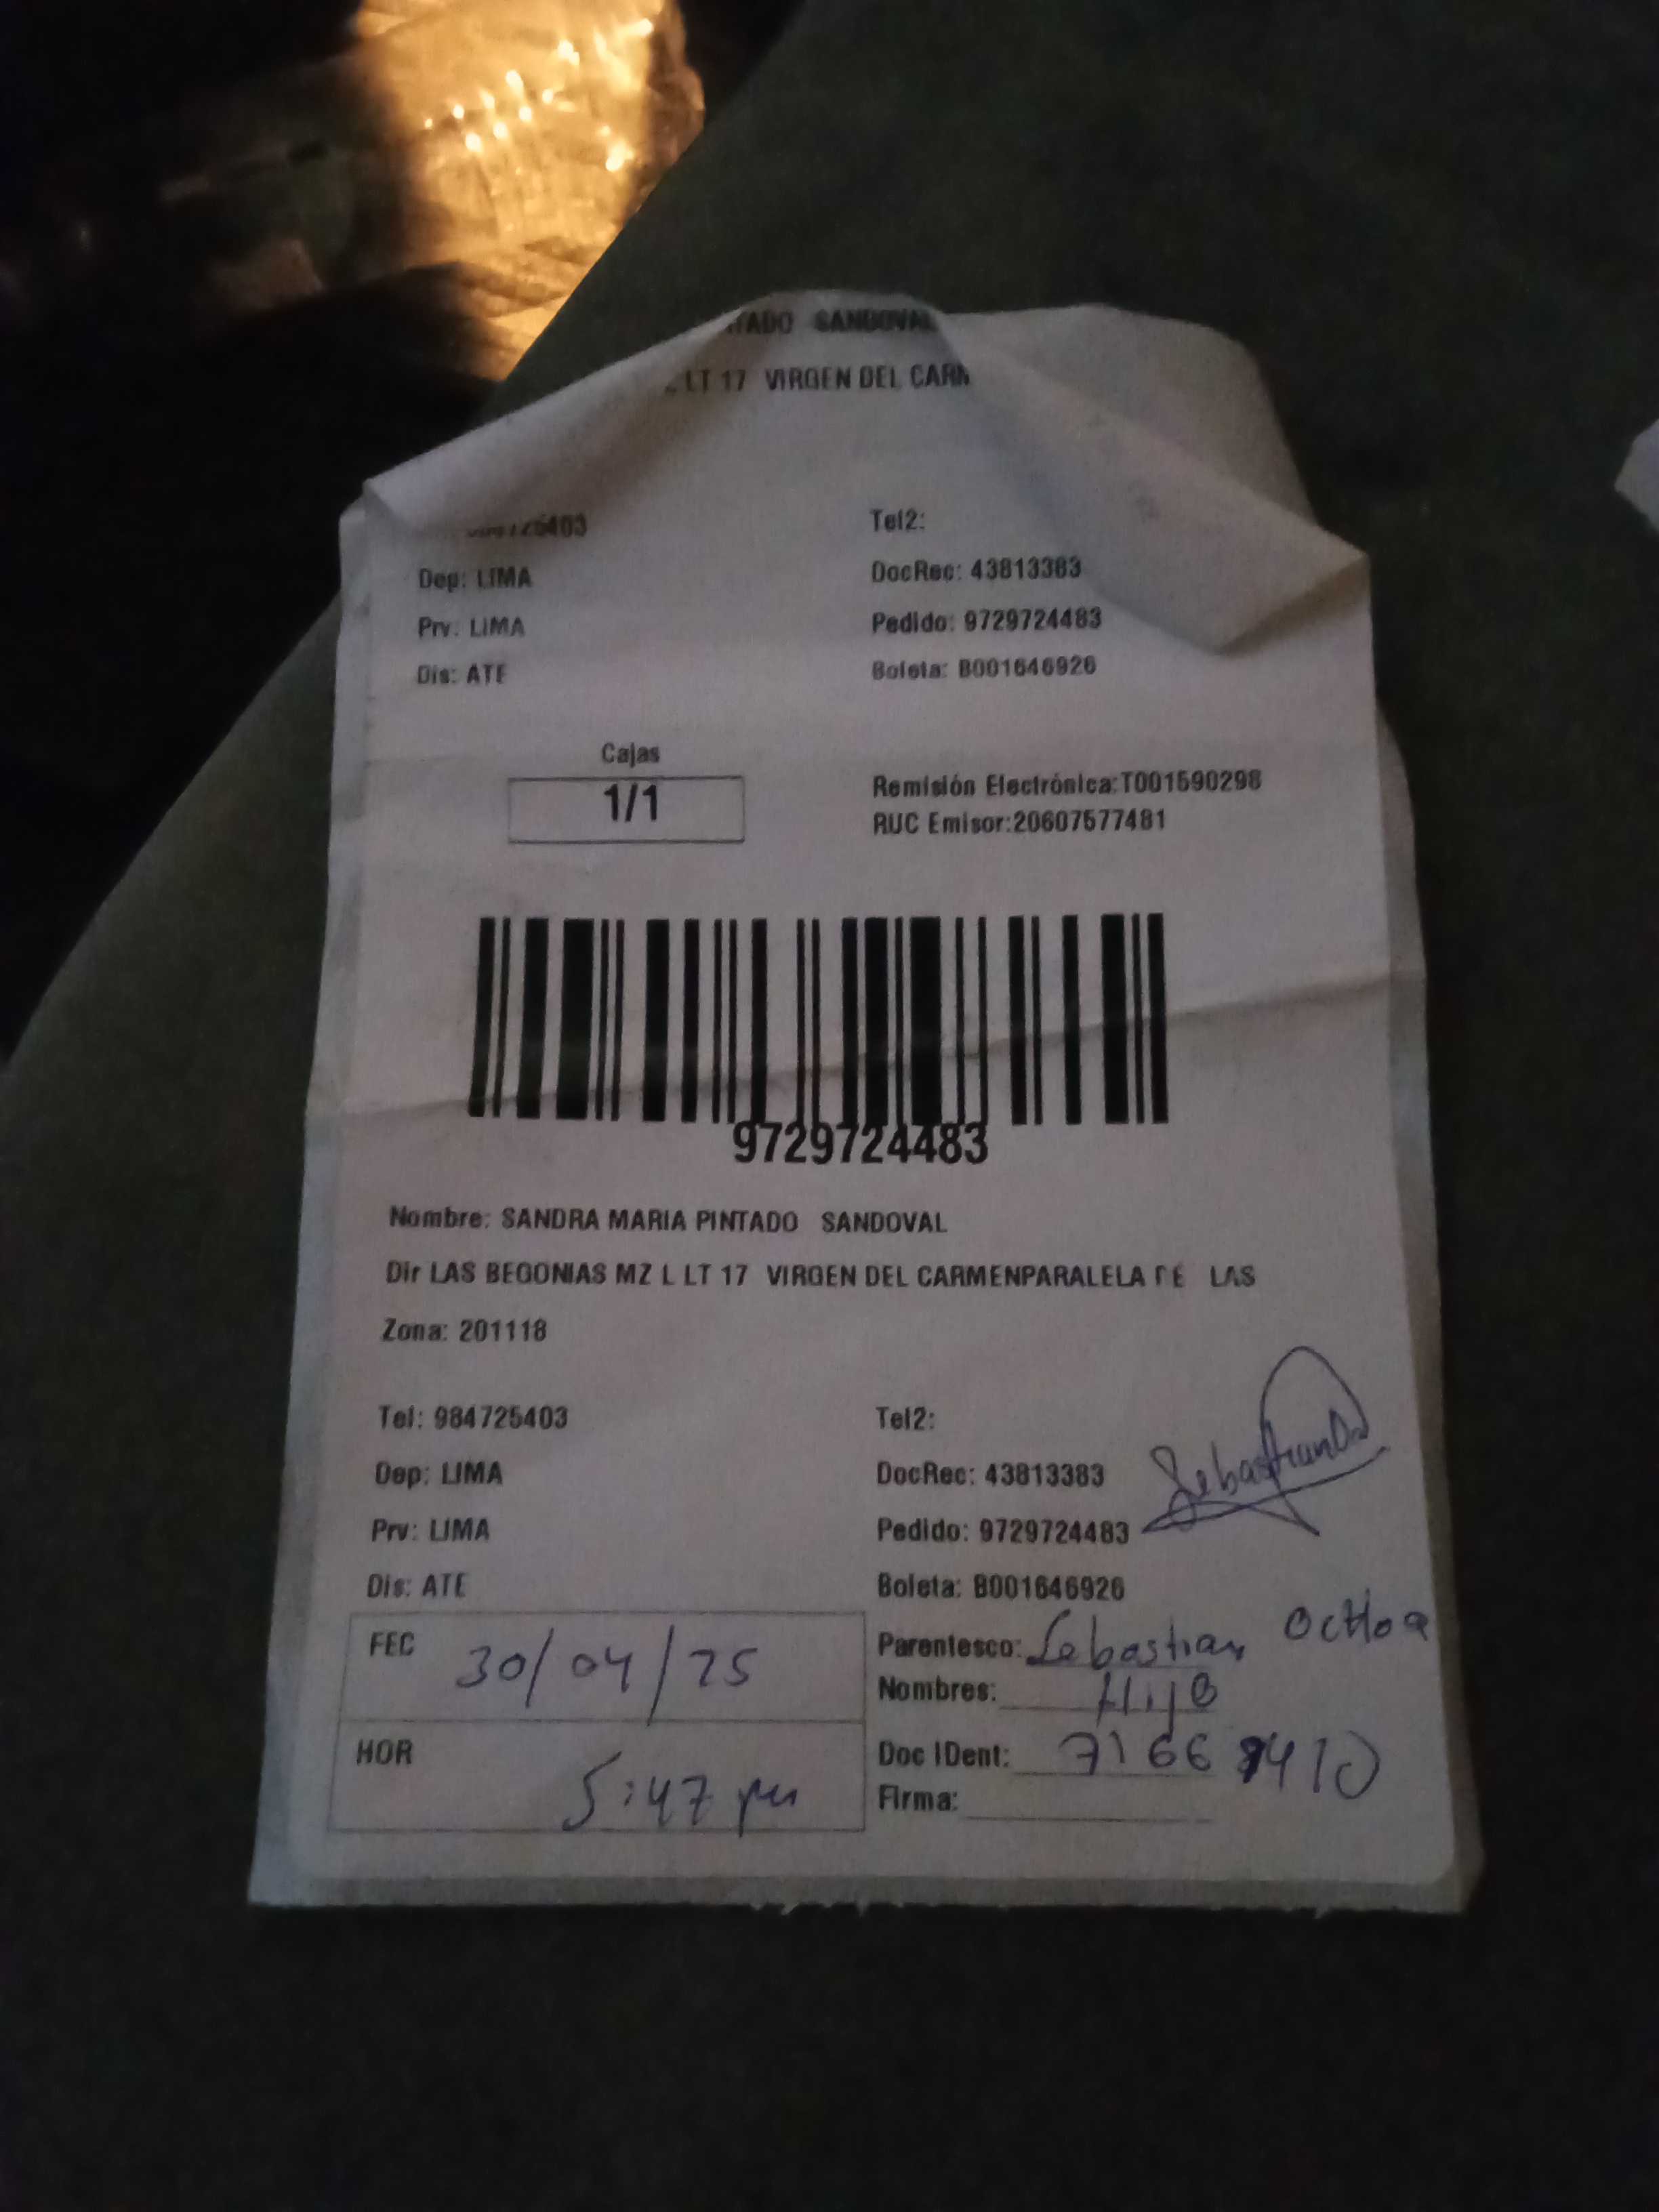 SANDOVAL
LT 17 VIRGEN DEL CARM
25403 Tel2:
Dep: LIMA DocRec: 43813383
Prv: LIMA Pedido: 9729724483
Dis: ATE Boleta: B001646926
Cajas
1/1
Remisión Electrónica:T001590298
RUC Emisor:20607577481
9729724483
Nombre: SANDRA MARIA PINTADO SANDOVAL
Dir LAS BEGONIAS MZ L LT 17 VIRGEN DEL CARMENPARALELA DE LAS
Zona: 201118
Tel: 984725403 Tel2:
Dep: LIMA DocRec: 43813383
Prv: LIMA Pedido: 9729724483
Dis: ATE Boleta: B001646926
FEC 30/04/25
HOR 5:47 pm
Parentesco: Sebastian Ochoa
Nombres: Hijo
Doc IDent:
Firma: